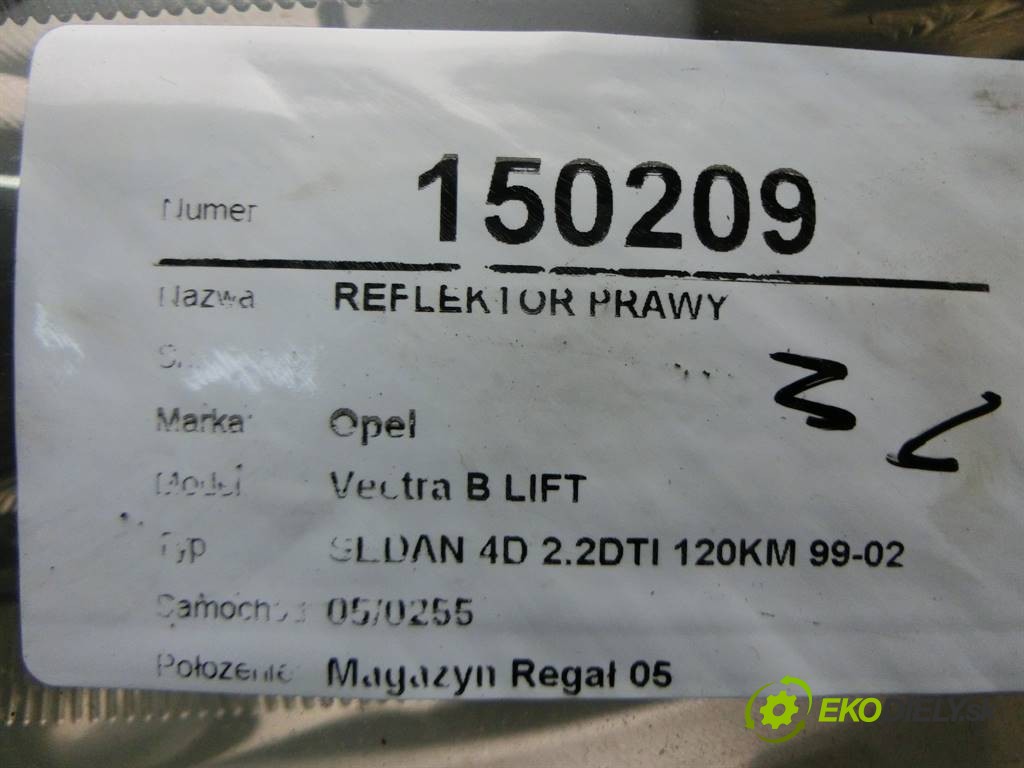 Numer 150209
Nazwa REFLEKTOR PRAWY
Marka Opel
Model Vectra B LIFT
Typ SEDAN 4D 2.2DTI 120KM 99-02
Samochód 05/0255
Położenie Magazyn Regał 05
EKODIELY.sk